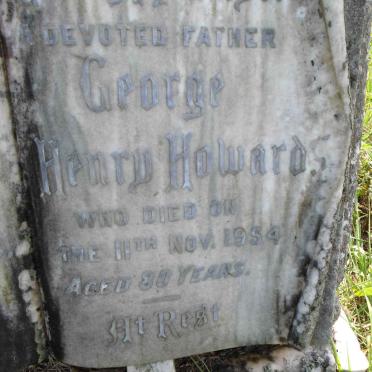 DEVOTED FATHER
George
Henry Howard
WHO DIED ON
THE 11TH NOV. 1954
AGED 80 YEARS.
At Rest